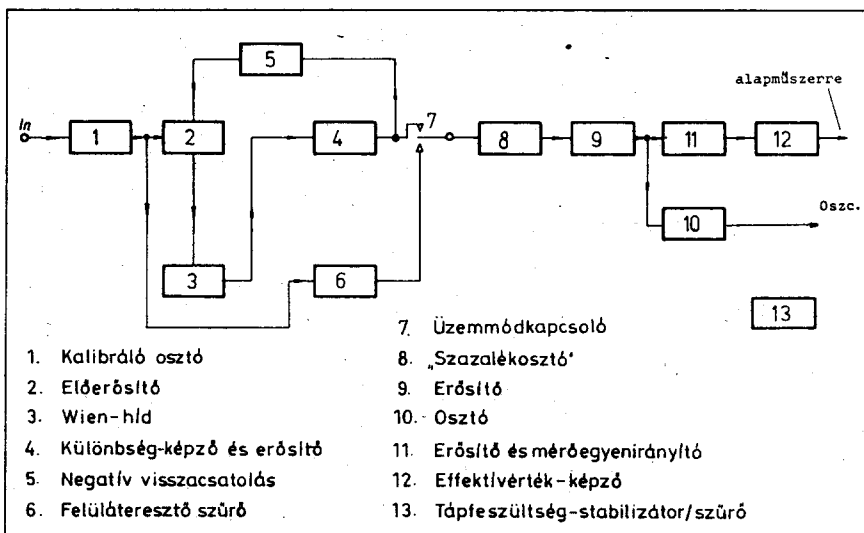 5
alapműszerre
In
1
2
4
7
8
9
11
12
Oszc.
10
3
6
13
1. Kalibráló osztó
2. Előerősítő
3. Wien-híd
4. Különbség-képző és erősítő
5. Negatív visszacsatolás
6. Felüláteresztő szűrő
7. Üzemmódkapcsoló
8. „Szazalékosztó"
9. Erősítő
10. Osztó
11. Erősítő és mérőegyenirányító
12. Effektívérték-képző
13. Tápfeszültség-stabilizátor/szűrő